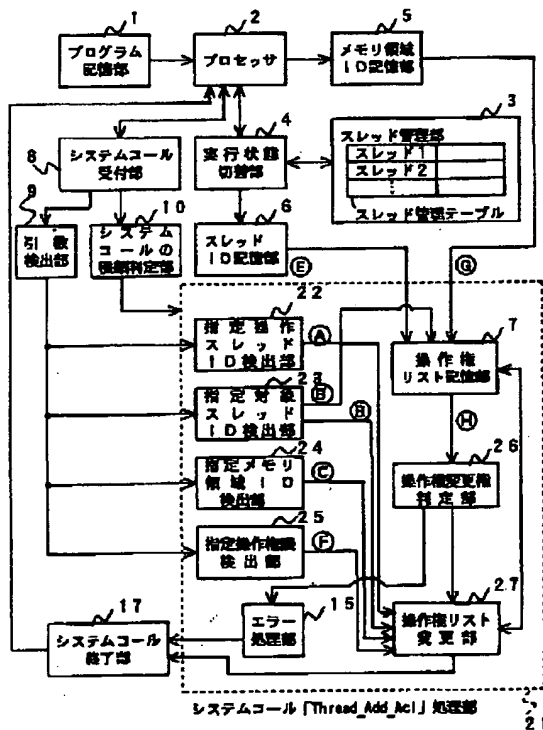 1
プログラム
記憶部
2
プロセッサ
5
メモリ領域
ID記憶部
3
スレッド管理部
スレッド1
スレッド2
スレッド管理テーブル
4
実行状態
切替部
8
システムコール
受付部
9
引数
検出部
10
システム
コールの
種類判定部
6
スレッド
ID記憶部
E
G
22
指定操作
スレッド
ID検出部
A
23
指定対象
スレッド
ID検出部
B
B
24
指定メモリ
領域ID
検出部
C
25
指定操作権限
検出部
F
7
操作権
リスト記憶部
H
26
操作権変更権
判定部
27
操作権リスト
変更部
15
エラー
処理部
17
システムコール
終了部
システムコール「Thread_Add_Acl」処理部
21